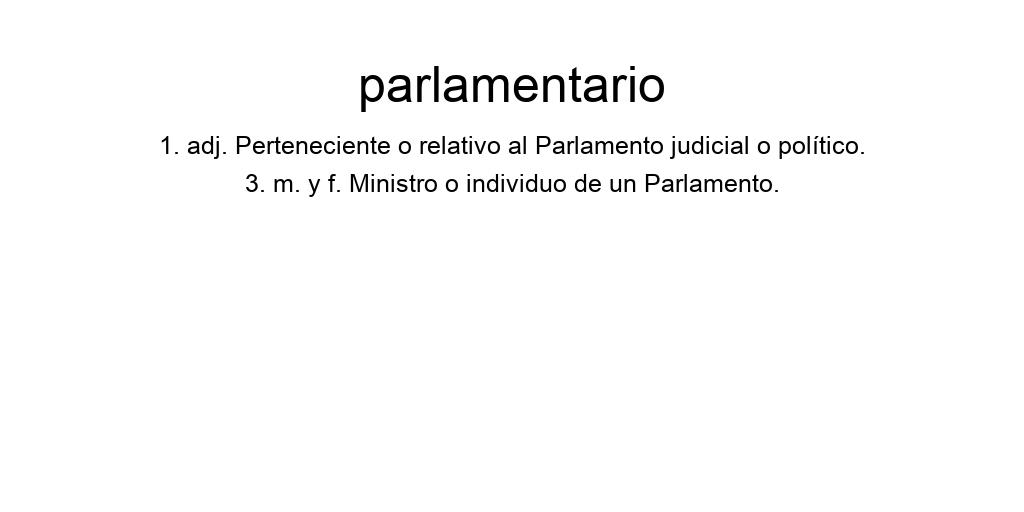 parlamentario
1. adj. Perteneciente o relativo al Parlamento judicial o político.
3. m. y f. Ministro o individuo de un Parlamento.